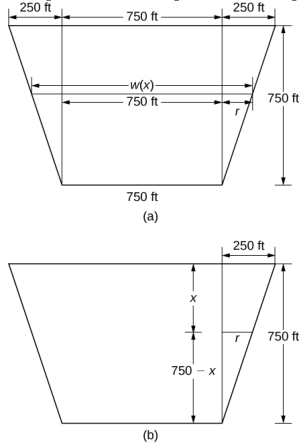 250 ft 750 ft 250 ft
w(x)
750 ft 750 ft
r
750 ft
(a)
250 ft
x
r 750 ft
750 − x
(b)